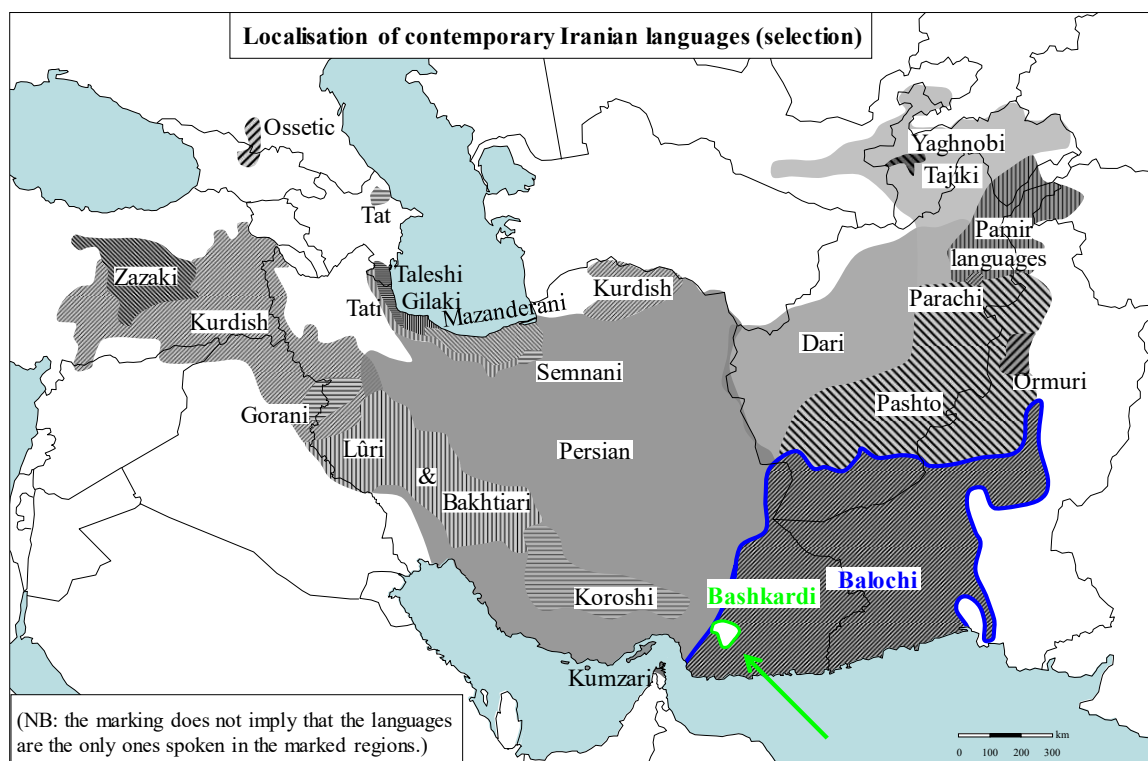 Localisation of contemporary Iranian languages (selection)
Ossetic
Yaghnobi
Tajiki
Tat
Pamir
languages
Zazaki
Taleshi
Gilaki
Mazanderani
Tati
Kurdish
Kurdish
Parachi
Dari
Semnani
Ormuri
Gorani
Pashto
Lûri
&
Bakhtiari
Persian
Koroshi
Bashkardi
Balochi
Kumzari
(NB: the marking does not imply that the languages
are the only ones spoken in the marked regions.)
km
0 100 200 300